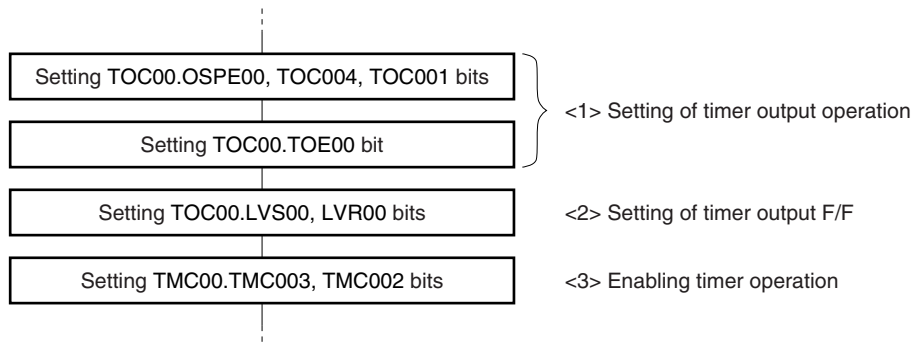 Setting TOC00.OSPE00, TOC004, TOC001 bits
<1> Setting of timer output operation
Setting TOC00.TOE00 bit
Setting TOC00.LVS00, LVR00 bits
<2> Setting of timer output F/F
Setting TMC00.TMC003, TMC002 bits
<3> Enabling timer operation